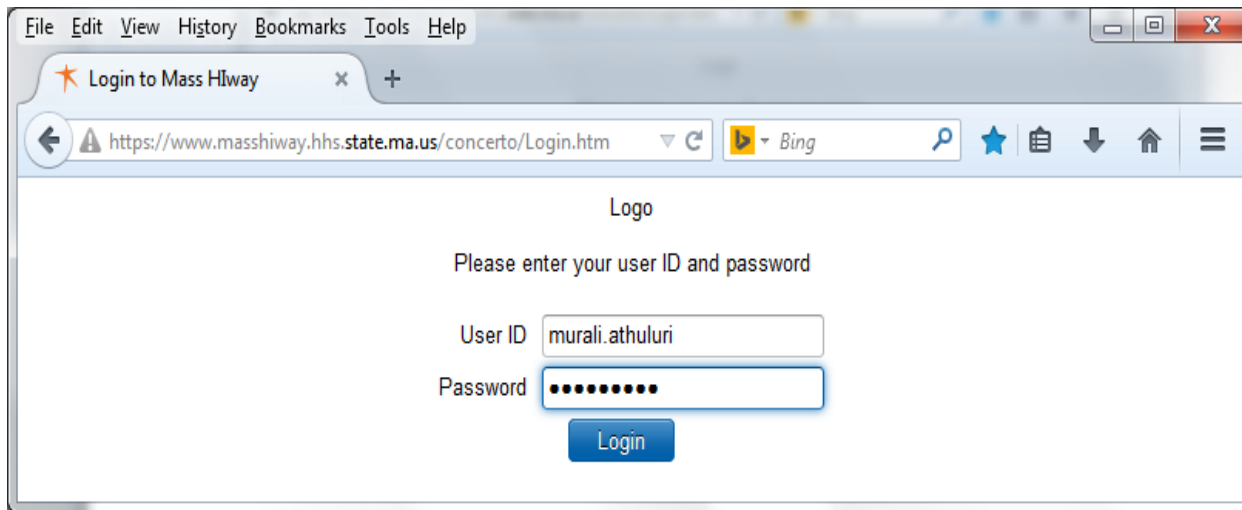 File Edit View History Bookmarks Tools Help
Login to Mass HIway
https://www.masshiway.hhs.state.ma.us/concerto/Login.htm Bing
Logo
Please enter your user ID and password
User ID murali.athuluri
Password •••••••••
Login